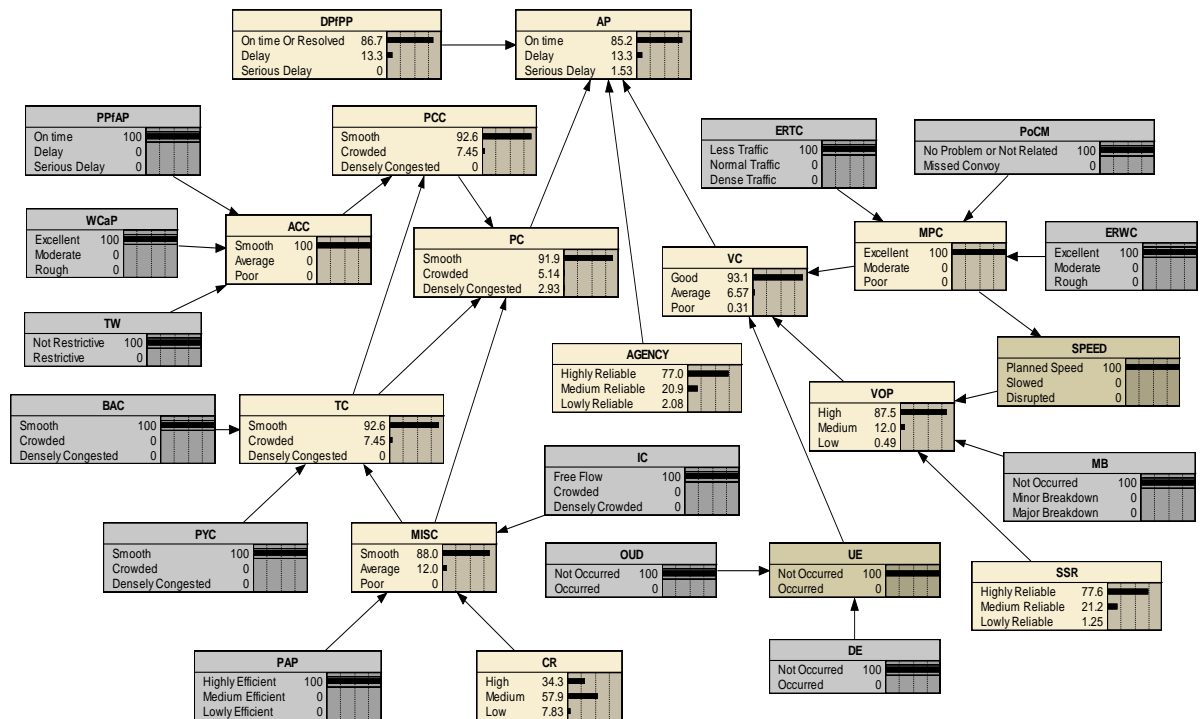 DPfPP
On time Or Resolved 86.7
Delay 13.3
Serious Delay 0
AP
On time 85.2
Delay 13.3
Serious Delay 1.53
PPfAP
On time 100
Delay 0
Serious Delay 0
PCC
Smooth 92.6
Crowded 7.45
Densely Congested 0
ERTC
Less Traffic 100
Normal Traffic 0
Dense Traffic 0
PoCM
No Problem or Not Related 100
Missed Convoy 0
WCaP
Excellent 100
Moderate 0
Rough 0
ACC
Smooth 100
Average 0
Poor 0
PC
Smooth 91.9
Crowded 5.14
Densely Congested 2.93
VC
Good 93.1
Average 6.57
Poor 0.31
MPC
Excellent 100
Moderate 0
Poor 0
ERWC
Excellent 100
Moderate 0
Rough 0
TW
Not Restrictive 100
Restrictive 0
AGENCY
Highly Reliable 77.0
Medium Reliable 20.9
Lowly Reliable 2.08
SPEED
Planned Speed 100
Slowed 0
Disrupted 0
BAC
Smooth 100
Crowded 0
Densely Congested 0
TC
Smooth 92.6
Crowded 7.45
Densely Congested 0
VOP
High 87.5
Medium 12.0
Low 0.49
IC
Free Flow 100
Crowded 0
Densely Crowded 0
MB
Not Occurred 100
Minor Breakdown 0
Major Breakdown 0
PYC
Smooth 100
Crowded 0
Densely Congested 0
MISC
Smooth 88.0
Average 12.0
Poor 0
OUD
Not Occurred 100
Occurred 0
UE
Not Occurred 100
Occurred 0
SSR
Highly Reliable 77.6
Medium Reliable 21.2
Lowly Reliable 1.25
PAP
Highly Efficient 100
Medium Efficient 0
Lowly Efficient 0
CR
High 34.3
Medium 57.9
Low 7.83
DE
Not Occurred 100
Occurred 0